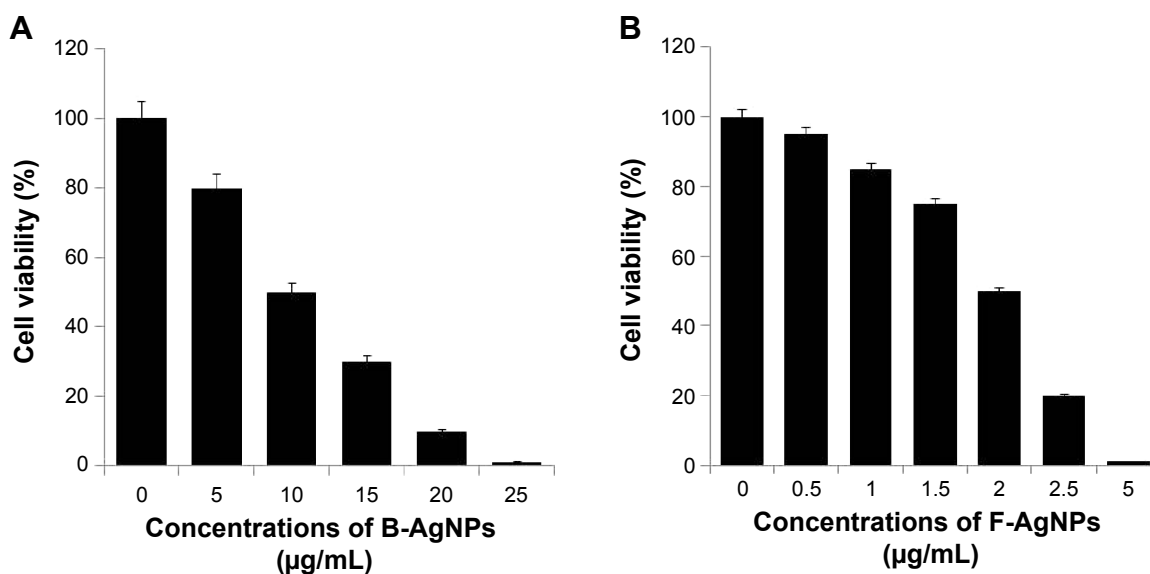 A
120
100
80
60
40
20
0
Cell viability (%)
0 5 10 15 20 25
Concentrations of B-AgNPs
(µg/mL)
B
120
100
80
60
40
20
0
Cell viability (%)
0 0.5 1 1.5 2 2.5 5
Concentrations of F-AgNPs
(µg/mL)